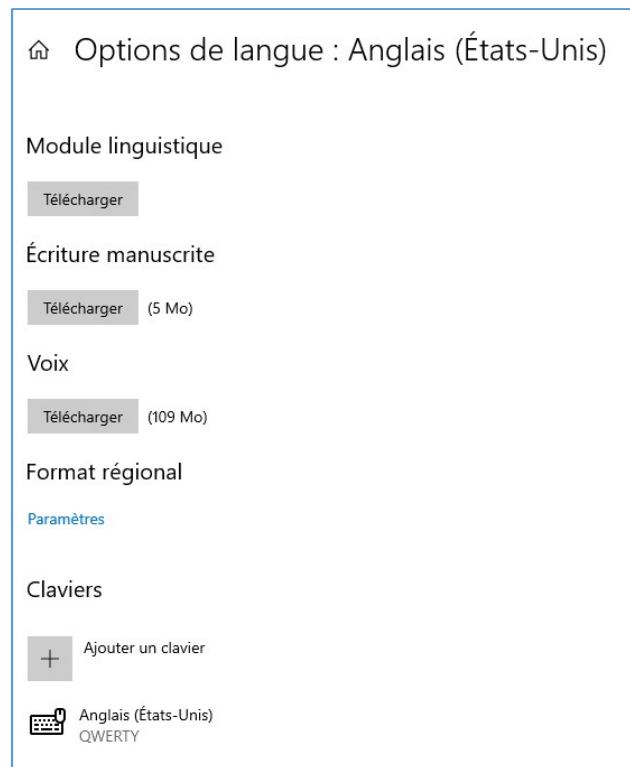 Options de langue : Anglais (États-Unis)
Module linguistique
Télécharger
Écriture manuscrite
Télécharger (5 Mo)
Voix
Télécharger (109 Mo)
Format régional
Paramètres
Claviers
Ajouter un clavier
Anglais (États-Unis)
QWERTY